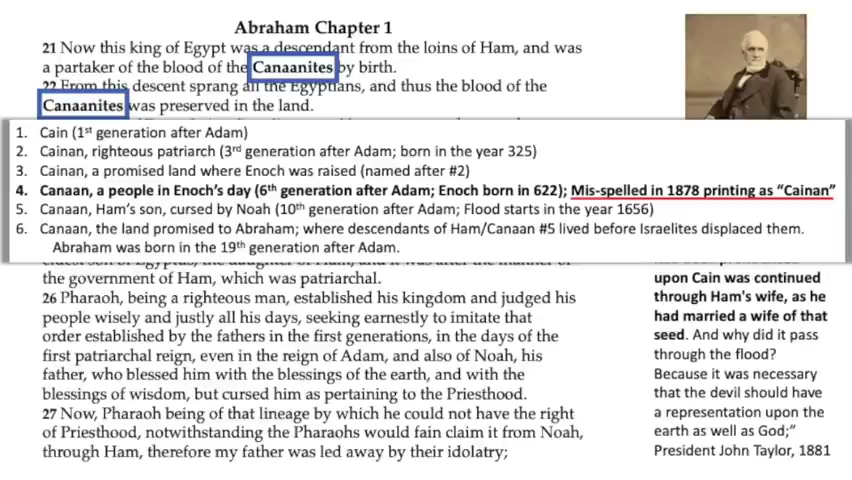 Abraham Chapter 1
21 Now this king of Egypt was a descendant from the loins of Ham, and was
a partaker of the blood of the Canaanites by birth.
22 From this descent sprang all the Egyptians, and thus the blood of the
Canaanites was preserved in the land.
1. Cain (1st generation after Adam)
2. Cainan, righteous patriarch (3rd generation after Adam; born in the year 325)
3. Cainan, a promised land where Enoch was raised (named after #2)
4. Canaan, a people in Enoch's day (6th generation after Adam; Enoch born in 622); Mis-spelled in 1878 printing as "Cainan"
5. Canaan, Ham's son, cursed by Noah (10th generation after Adam; Flood starts in the year 1656)
6. Canaan, the land promised to Abraham; where descendants of Ham/Canaan #5 lived before Israelites displaced them.
Abraham was born in the 19th generation after Adam.
the government of Ham, which was patriarchal.
26 Pharaoh, being a righteous man, established his kingdom and judged his
people wisely and justly all his days, seeking earnestly to imitate that
order established by the fathers in the first generations, in the days of the
first patriarchal reign, even in the reign of Adam, and also of Noah, his
father, who blessed him with the blessings of the earth, and with the
blessings of wisdom, but cursed him as pertaining to the Priesthood.
27 Now, Pharaoh being of that lineage by which he could not have the right
of Priesthood, notwithstanding the Pharaohs would fain claim it from Noah,
through Ham, therefore my father was led away by their idolatry;
upon Cain was continued
through Ham's wife, as he
had married a wife of that
seed. And why did it pass
through the flood?
Because it was necessary
that the devil should have
a representation upon the
earth as well as God;"
President John Taylor, 1881